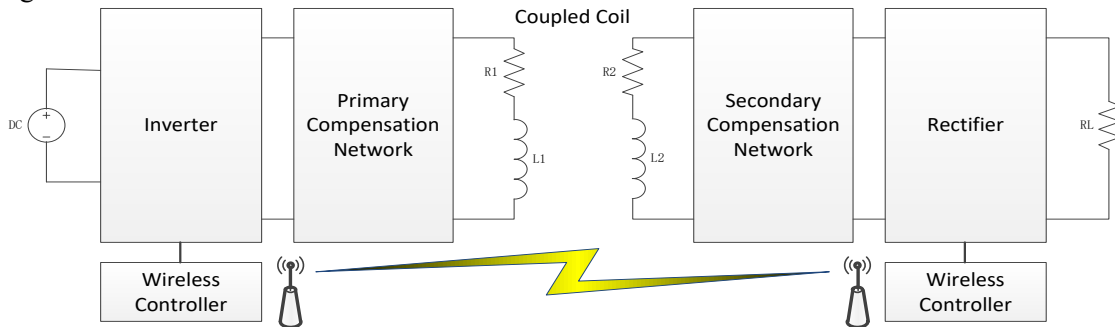 Coupled Coil
DC
+
−
Inverter
Primary
Compensation
Network
R1
L1
R2
L2
Secondary
Compensation
Network
Rectifier
RL
Wireless
Controller
Wireless
Controller